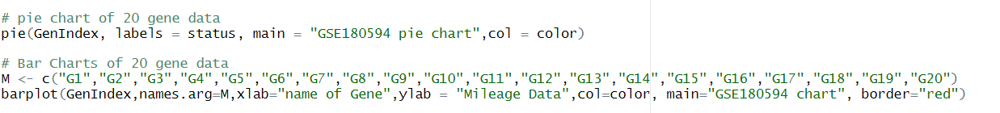 # pie chart of 20 gene data
pie(GenIndex, labels = status, main = "GSE180594 pie chart",col = color)
# Bar Charts of 20 gene data
M <- c("G1","G2","G3","G4","G5","G6","G7","G8","G9","G10","G11","G12","G13","G14","G15","G16","G17","G18","G19","G20")
barplot(GenIndex,names.arg=M,xlab="name of Gene",ylab = "Mileage Data",col=color, main="GSE180594 chart", border="red")